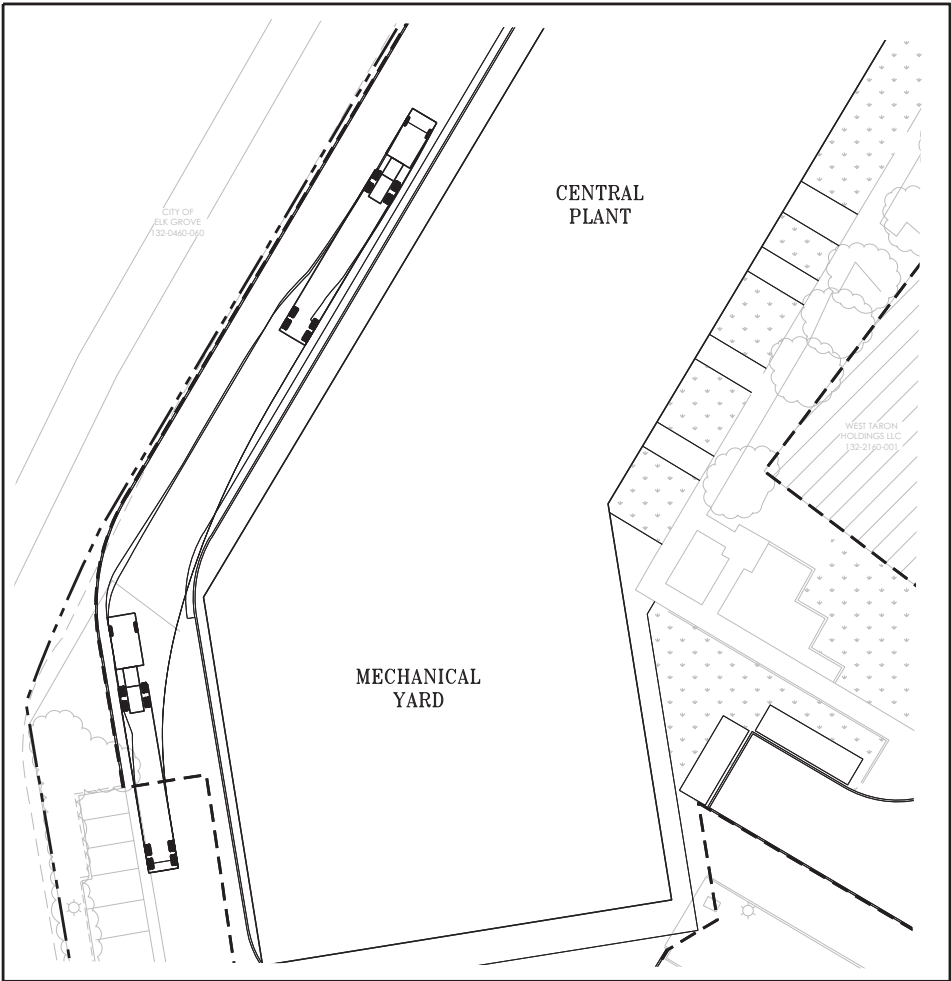 CENTRAL
PLANT
CITY OF
ELK GROVE
132-0460-060
WEST TARON
HOLDINGS LLC
132-2160-001
MECHANICAL
YARD